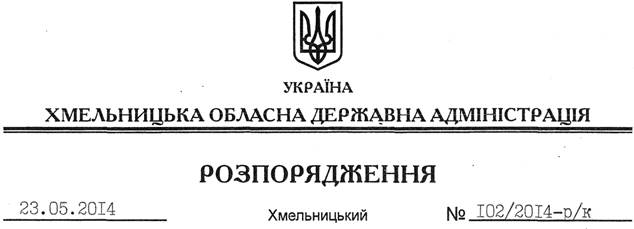 УКРАЇНА
ХМЕЛЬНИЦЬКА ОБЛАСНА ДЕРЖАВНА АДМІНІСТРАЦІЯ
РОЗПОРЯДЖЕННЯ
23.05.2014 Хмельницький № 102/2014-р/к